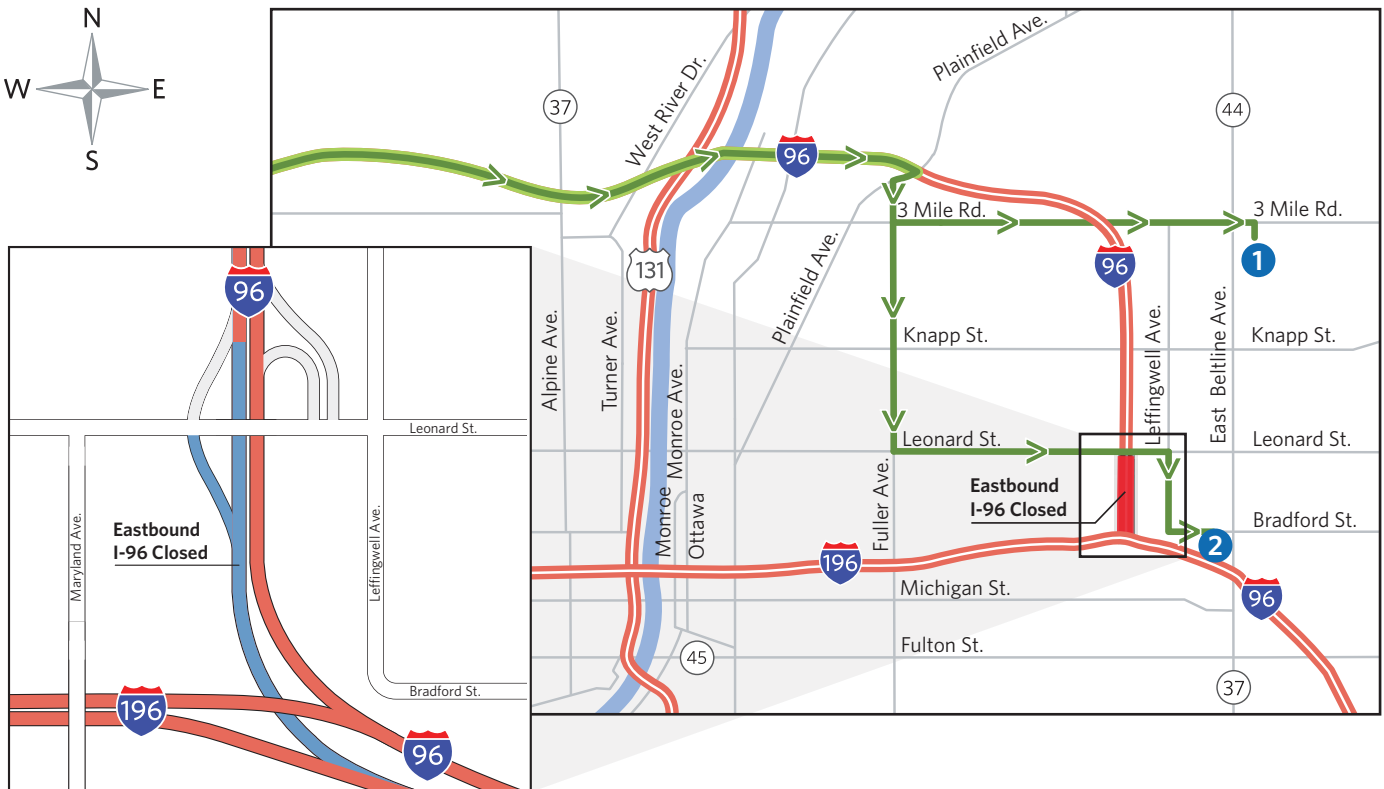 N
W E
S
37
West River Dr.
Plainfield Ave.
44
96
3 Mile Rd.
3 Mile Rd.
1
131
96
Plainfield Ave.
Alpine Ave.
Turner Ave.
Monroe Ave.
Knapp St.
Leffingwell Ave.
East Beltline Ave.
Knapp St.
Leonard St.
Leonard St.
Monroe
Ottawa
Fuller Ave.
Eastbound
I-96 Closed
Bradford St.
2
196
Michigan St.
96
Fulton St.
45
37
96
Leonard St.
Maryland Ave.
Eastbound
I-96 Closed
Leffingwell Ave.
Bradford St.
196
96